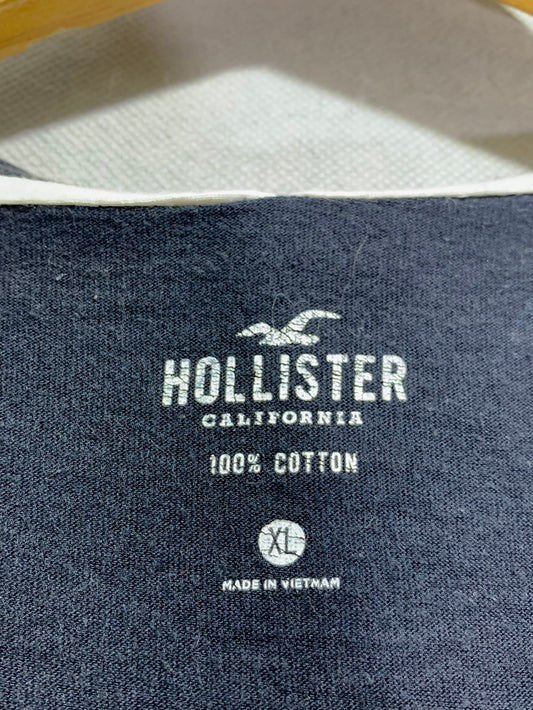 HOLLISTER
CALIFORNIA
100% COTTON
XL
MADE IN VIETNAM